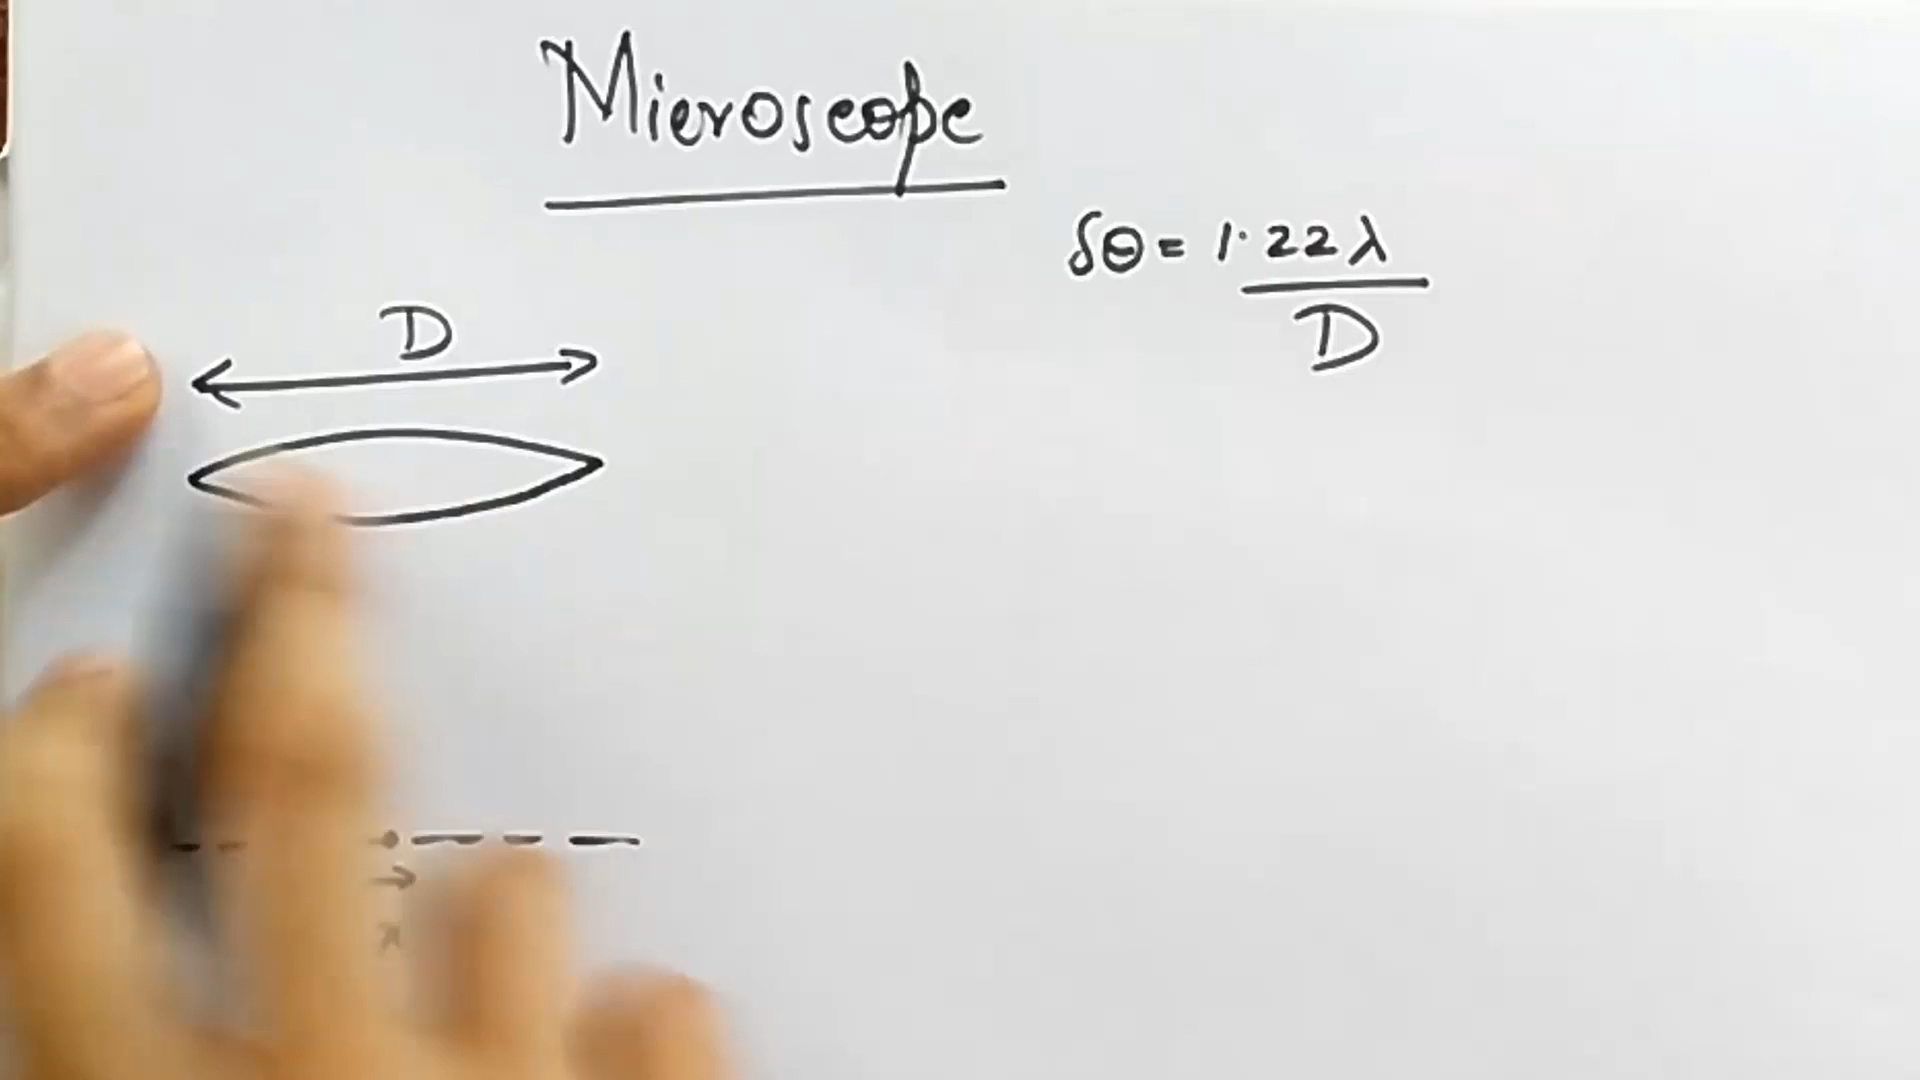 Microscope
δθ = 1.22λ
D
D
x